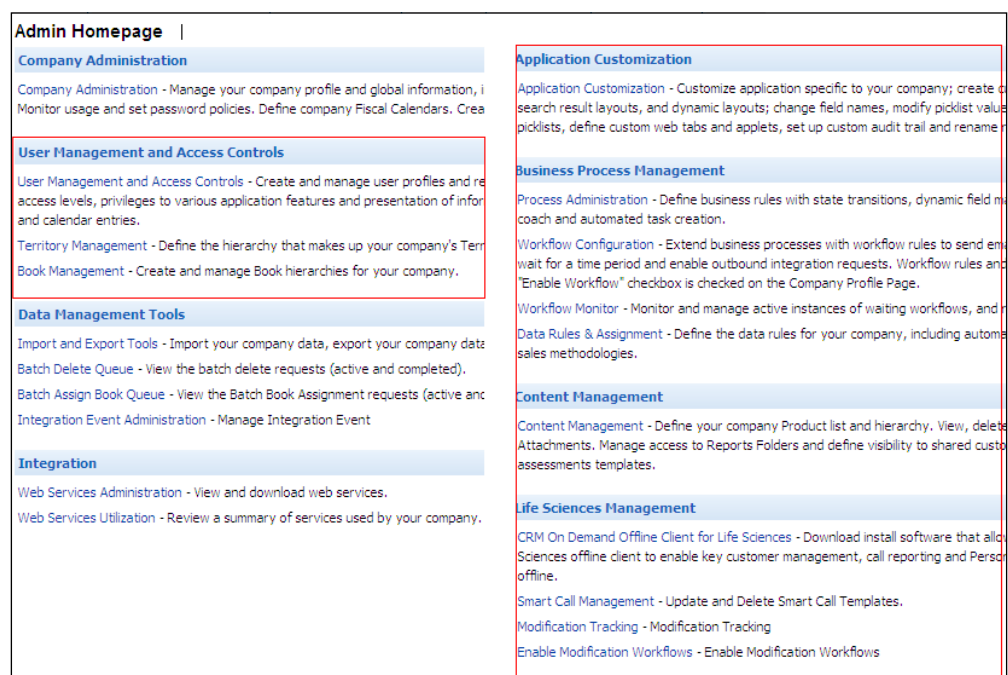 Admin Homepage |
Company Administration
Company Administration - Manage your company profile and global information, i
Monitor usage and set password policies. Define company Fiscal Calendars. Crea
User Management and Access Controls
User Management and Access Controls - Create and manage user profiles and re
access levels, privileges to various application features and presentation of infor
and calendar entries.
Territory Management - Define the hierarchy that makes up your company's Terr
Book Management - Create and manage Book hierarchies for your company.
Data Management Tools
Import and Export Tools - Import your company data, export your company data
Batch Delete Queue - View the batch delete requests (active and completed).
Batch Assign Book Queue - View the Batch Book Assignment requests (active and
Integration Event Administration - Manage Integration Event
Integration
Web Services Administration - View and download web services.
Web Services Utilization - Review a summary of services used by your company.
Application Customization
Application Customization - Customize application specific to your company; create c
search result layouts, and dynamic layouts; change field names, modify picklist value
picklists, define custom web tabs and applets, set up custom audit trail and rename r
Business Process Management
Process Administration - Define business rules with state transitions, dynamic field ma
coach and automated task creation.
Workflow Configuration - Extend business processes with workflow rules to send ema
wait for a time period and enable outbound integration requests. Workflow rules and
"Enable Workflow" checkbox is checked on the Company Profile Page.
Workflow Monitor - Monitor and manage active instances of waiting workflows, and r
Data Rules & Assignment - Define the data rules for your company, including automa
sales methodologies.
Content Management
Content Management - Define your company Product list and hierarchy. View, delete
Attachments. Manage access to Reports Folders and define visibility to shared custo
assessments templates.
Life Sciences Management
CRM On Demand Offline Client for Life Sciences - Download install software that allo
Sciences offline client to enable key customer management, call reporting and Person
offline.
Smart Call Management - Update and Delete Smart Call Templates.
Modification Tracking - Modification Tracking
Enable Modification Workflows - Enable Modification Workflows